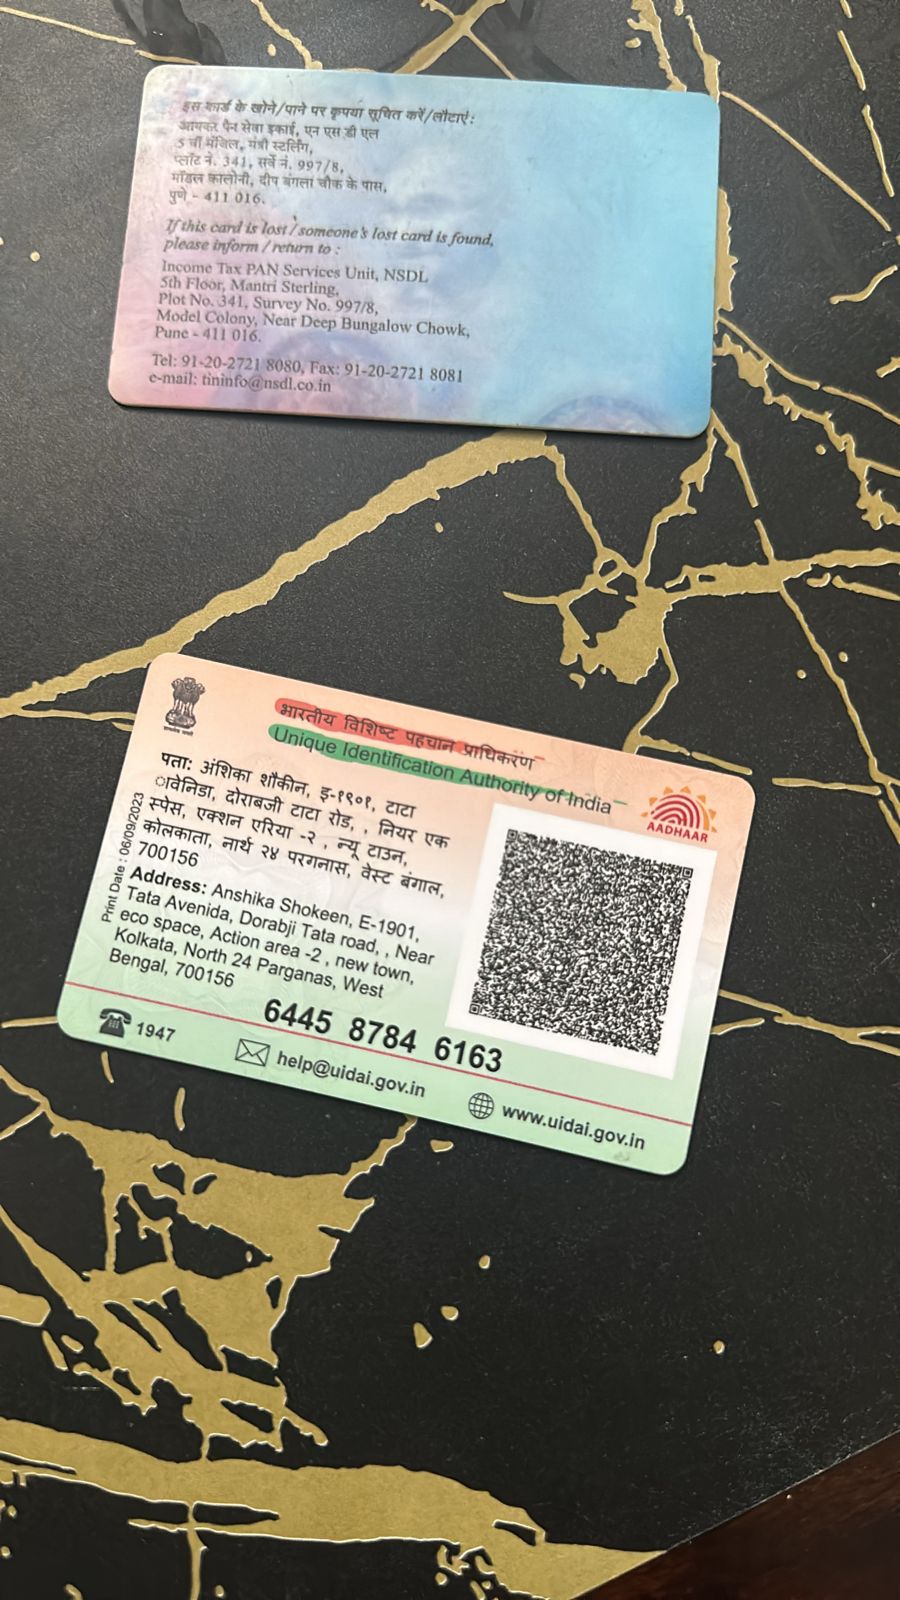 इस कार्ड के खोने/पाने पर कृपया सूचित करें/लौटाएं:
आयकर पैन सेवा इकाई, एन एस डी एल
5 वीं मंजिल, मंत्री स्टर्लिंग,
प्लॉट नं. 341, सर्वे नं. 997/8,
मॉडल कालोनी, दीप बंगला चौक के पास,
पुणे - 411 016.
If this card is lost / someone's lost card is found,
please inform / return to :
Income Tax PAN Services Unit, NSDL
5th Floor, Mantri Sterling,
Plot No. 341, Survey No. 997/8,
Model Colony, Near Deep Bungalow Chowk,
Pune - 411 016.
Tel: 91-20-2721 8080, Fax: 91-20-2721 8081
e-mail: tininfo@nsdl.co.in
भारतीय विशिष्ट पहचान प्राधिकरण
Unique Identification Authority of India
AADHAAR
Print Date : 06/09/2023
पता: अंशिका शौकीन, इ-१९०१, टाटा
ावेनिडा, दोराबजी टाटा रोड, , नियर एक
स्पेस, एक्शन एरिया -२ , न्यू टाउन,
कोलकाता, नार्थ २४ परगनास, वेस्ट बंगाल,
700156
Address: Anshika Shokeen, E-1901,
Tata Avenida, Dorabji Tata road, , Near
eco space, Action area -2 , new town,
Kolkata, North 24 Parganas, West
Bengal, 700156
6445 8784 6163
1947
help@uidai.gov.in
www.uidai.gov.in